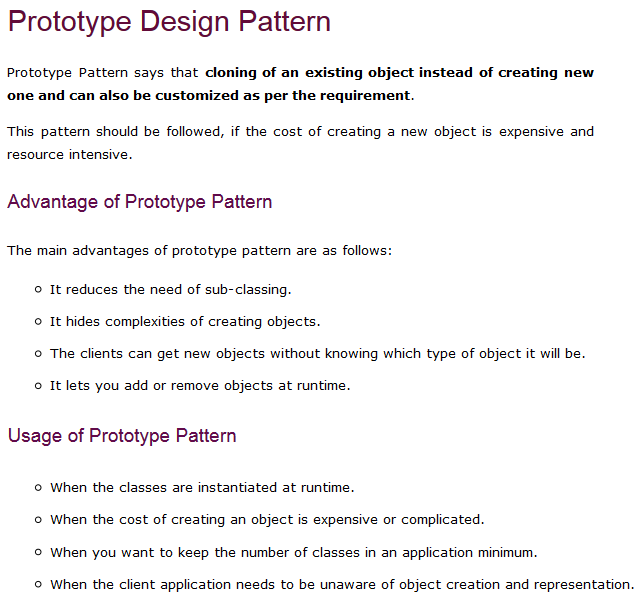 Prototype Design Pattern
Prototype Pattern says that cloning of an existing object instead of creating new
one and can also be customized as per the requirement.
This pattern should be followed, if the cost of creating a new object is expensive and
resource intensive.
Advantage of Prototype Pattern
The main advantages of prototype pattern are as follows:
It reduces the need of sub-classing.
It hides complexities of creating objects.
The clients can get new objects without knowing which type of object it will be.
It lets you add or remove objects at runtime.
Usage of Prototype Pattern
When the classes are instantiated at runtime.
When the cost of creating an object is expensive or complicated.
When you want to keep the number of classes in an application minimum.
When the client application needs to be unaware of object creation and representation.